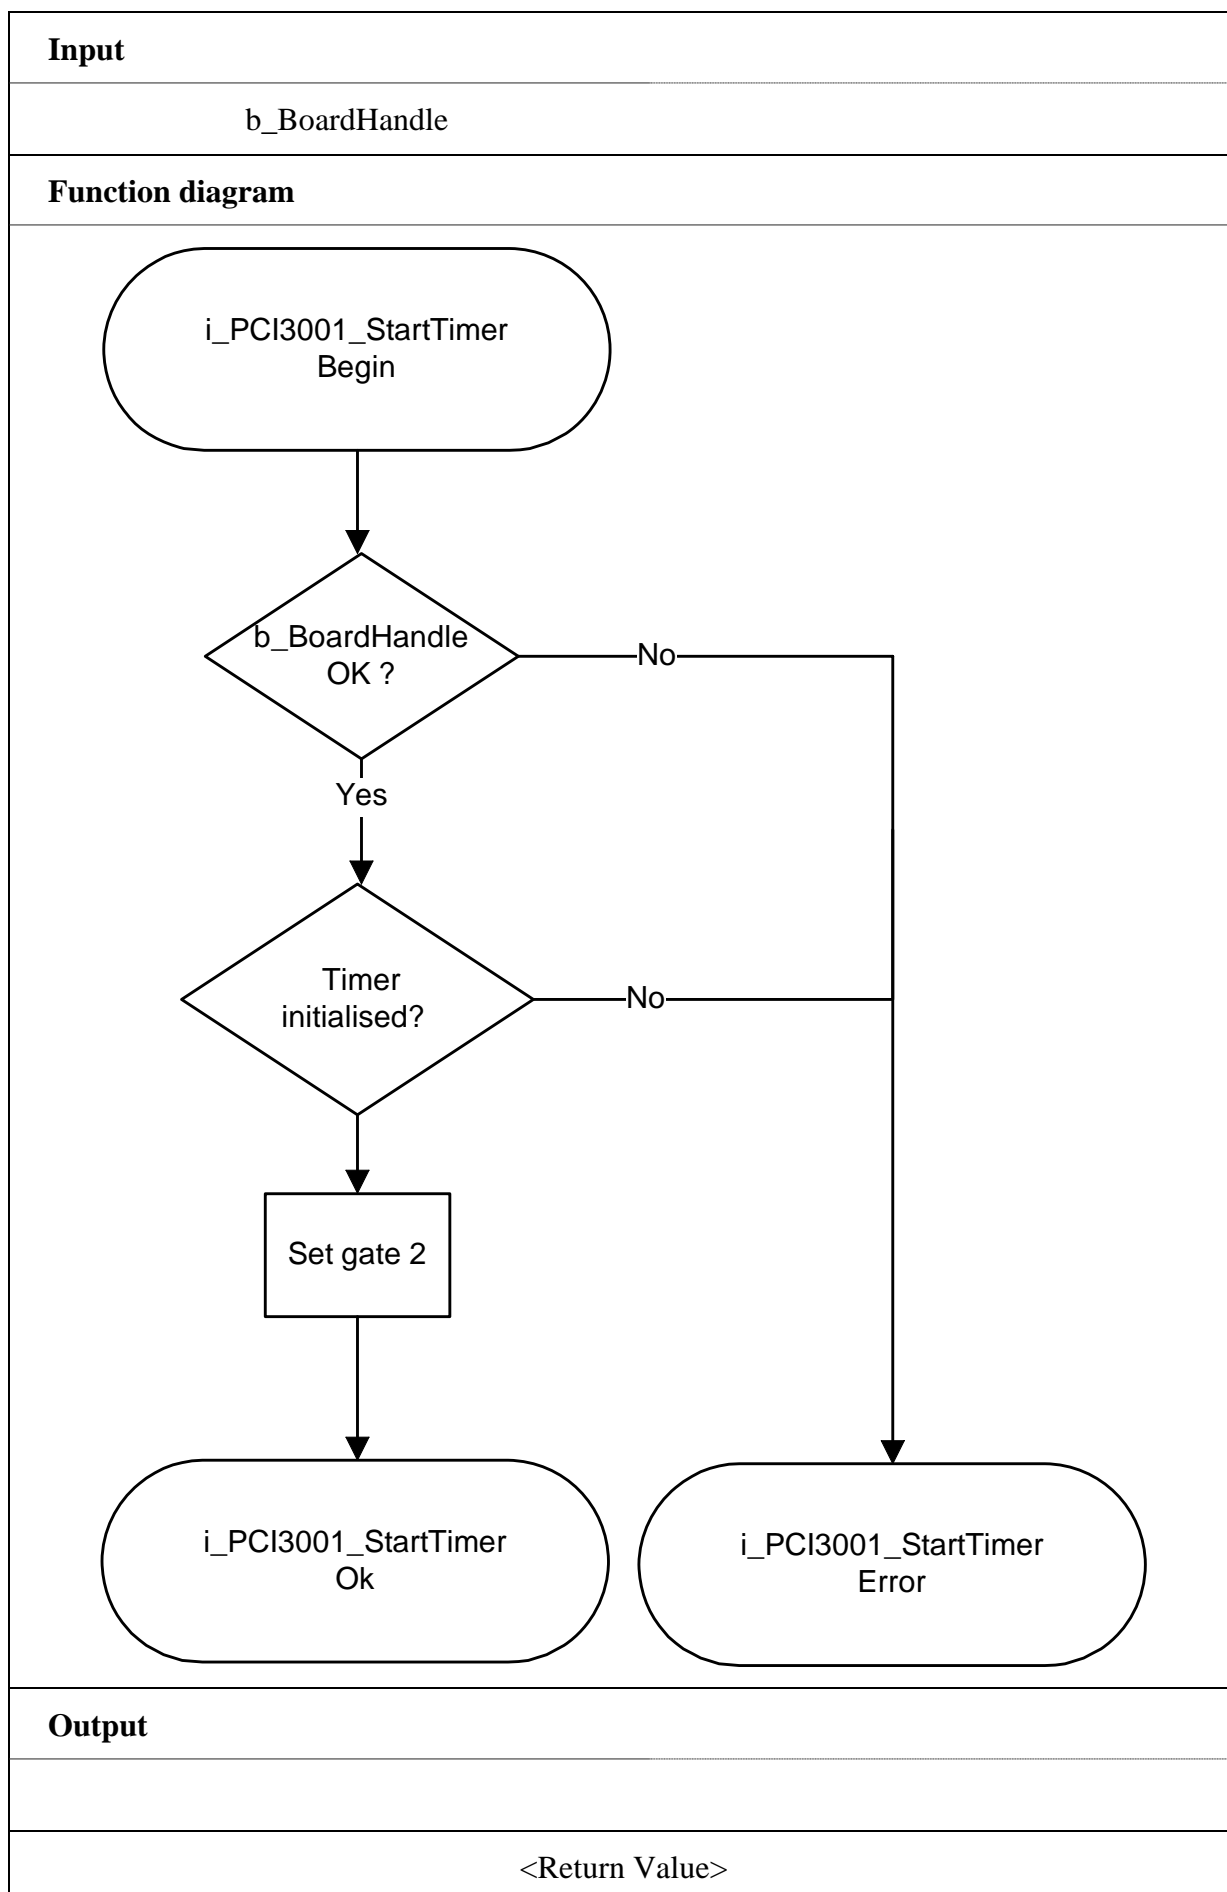 Input
b_BoardHandle
Function diagram
i_PCI3001_StartTimer
Begin
b_BoardHandle
OK ?
No
Yes
Timer
initialised?
No
Set gate 2
i_PCI3001_StartTimer
Ok
i_PCI3001_StartTimer
Error
Output
<Return Value>